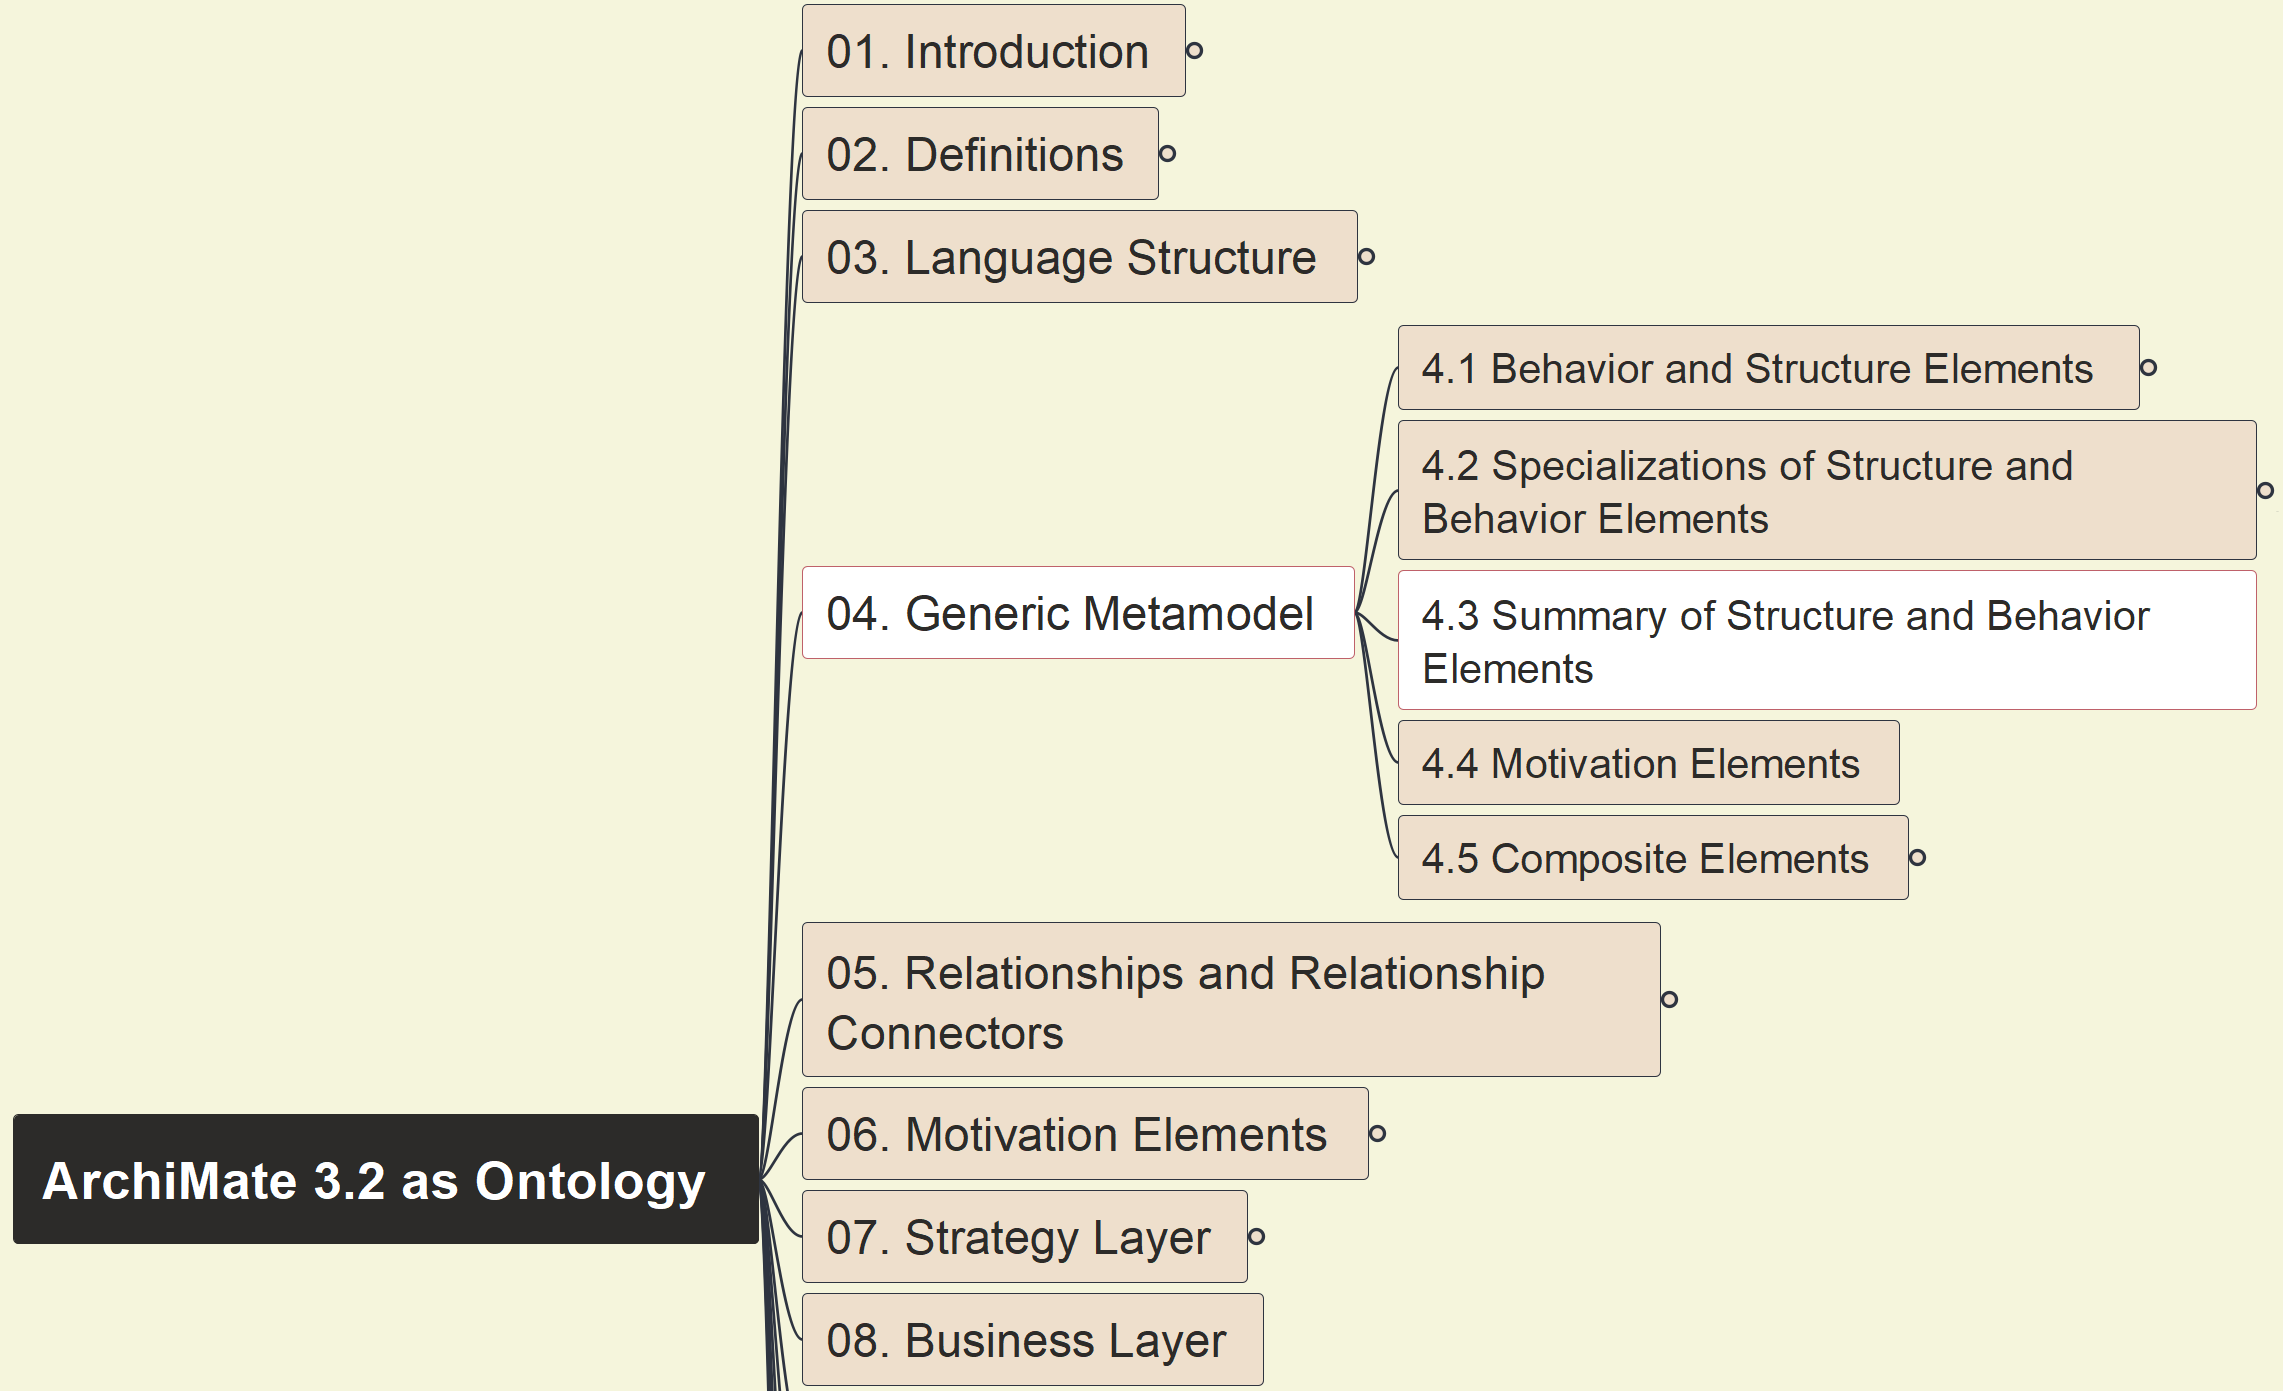 01. Introduction
02. Definitions
03. Language Structure
4.1 Behavior and Structure Elements
4.2 Specializations of Structure and
Behavior Elements
04. Generic Metamodel
4.3 Summary of Structure and Behavior
Elements
4.4 Motivation Elements
4.5 Composite Elements
05. Relationships and Relationship
Connectors
06. Motivation Elements
ArchiMate 3.2 as Ontology
07. Strategy Layer
08. Business Layer